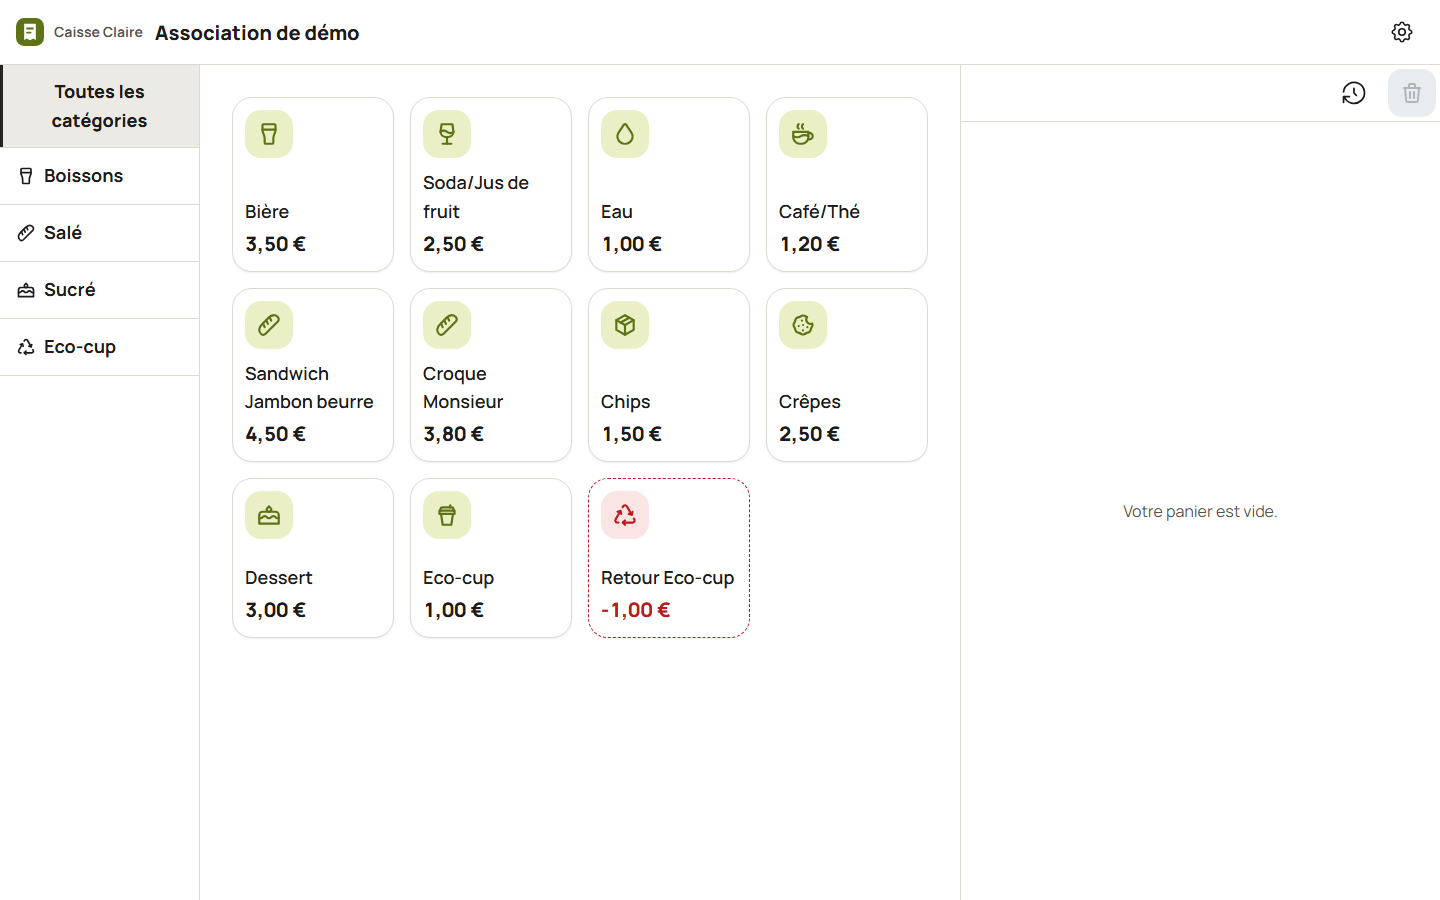 Caisse Claire Association de démo
Toutes les
catégories
Boissons
Salé
Sucré
Eco-cup
Bière
3,50 €
Soda/Jus de
fruit
2,50 €
Eau
1,00 €
Café/Thé
1,20 €
Sandwich
Jambon beurre
4,50 €
Croque
Monsieur
3,80 €
Chips
1,50 €
Crêpes
2,50 €
Dessert
3,00 €
Eco-cup
1,00 €
Retour Eco-cup
-1,00 €
Votre panier est vide.